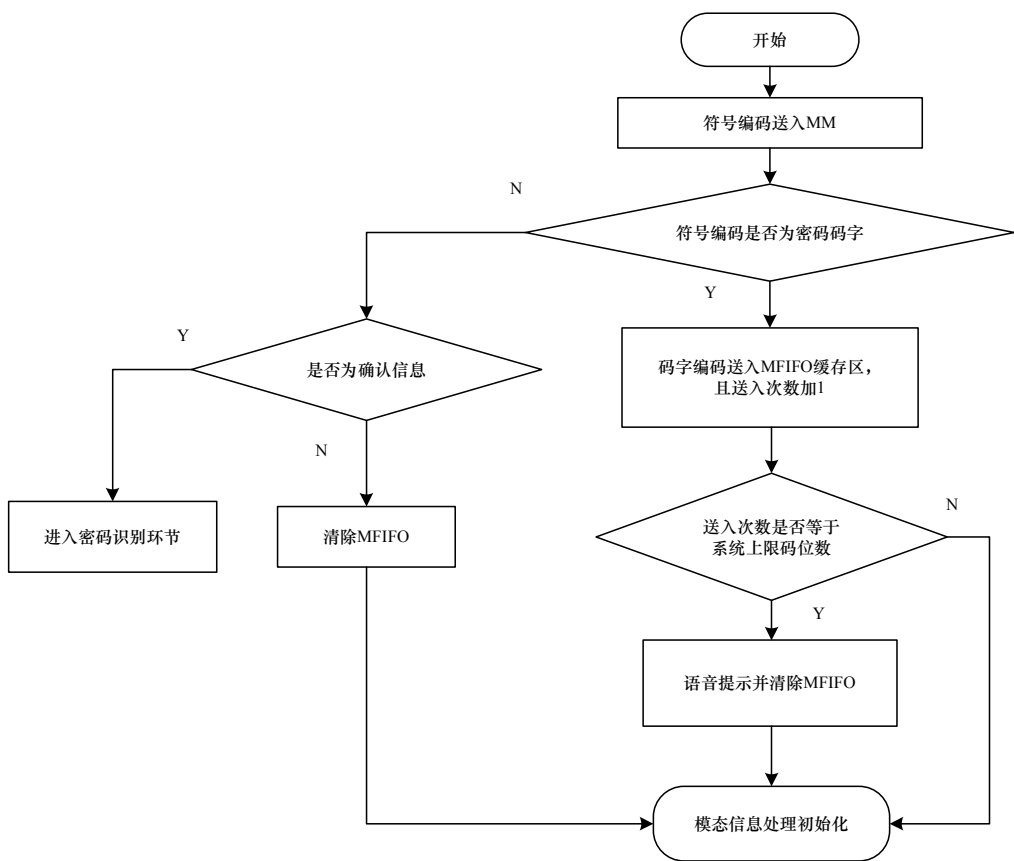 开始
符号编码送入MM
N
符号编码是否为密码码字
Y
Y
是否为确认信息
码字编码送入MFIFO缓存区，
且送入次数加1
N
进入密码识别环节
清除MFIFO
送入次数是否等于
系统上限码位数
N
Y
语音提示并清除MFIFO
模态信息处理初始化